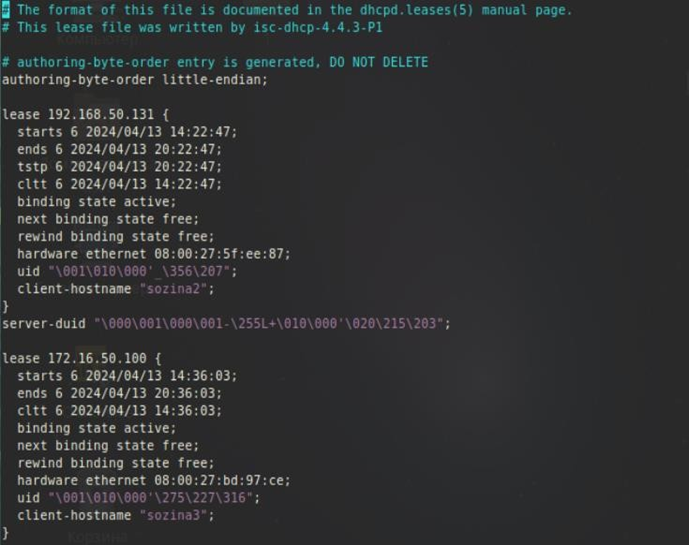 # The format of this file is documented in the dhcpd.leases(5) manual page.
# This lease file was written by isc-dhcp-4.4.3-P1
# authoring-byte-order entry is generated, DO NOT DELETE
authoring-byte-order little-endian;
lease 192.168.50.131 {
starts 6 2024/04/13 14:22:47;
ends 6 2024/04/13 20:22:47;
tstp 6 2024/04/13 20:22:47;
cltt 6 2024/04/13 14:22:47;
binding state active;
next binding state free;
rewind binding state free;
hardware ethernet 08:00:27:5f:ee:87;
uid "\001\010\000'_\356\207";
client-hostname "sozina2";
}
server-duid "\000\001\000\001-\255L+\010\000'\020\215\203";
lease 172.16.50.100 {
starts 6 2024/04/13 14:36:03;
ends 6 2024/04/13 20:36:03;
cltt 6 2024/04/13 14:36:03;
binding state active;
next binding state free;
rewind binding state free;
hardware ethernet 08:00:27:bd:97:ce;
uid "\001\010\000'\275\227\316";
client-hostname "sozina3";
}
Корзина